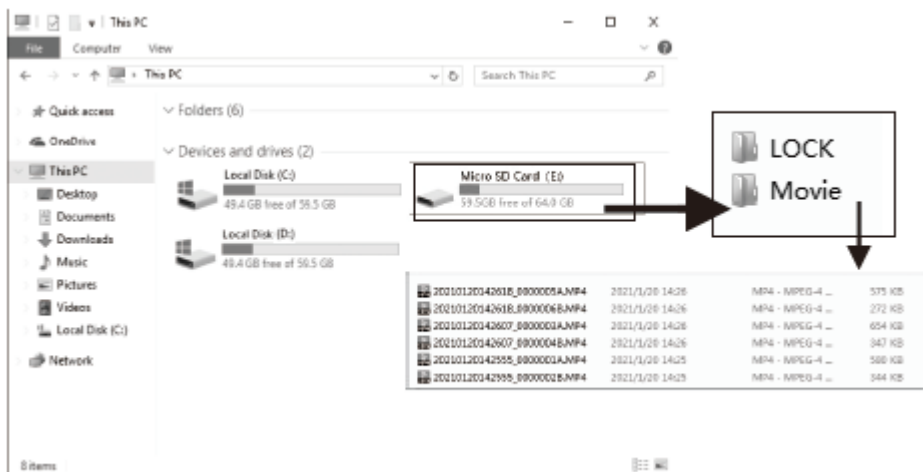 This PC
File Computer View
This PC
Search This PC
Quick access
OneDrive
This PC
Desktop
Documents
Downloads
Music
Pictures
Videos
Local Disk (C:)
Network
Folders (6)
Devices and drives (2)
Local Disk (C:)
49.4 GB free of 59.5 GB
Micro SD Card (E:)
59.5GB free of 64.0 GB
Local Disk (D:)
49.4 GB free of 59.5 GB
LOCK
Movie
20210120142618_0000005A.MP4 2021/1/20 14:26 MP4 - MPEG-4 ... 575 KB
20210120142618_0000006B.MP4 2021/1/20 14:26 MP4 - MPEG-4 ... 272 KB
20210120142607_0000003A.MP4 2021/1/20 14:26 MP4 - MPEG-4 ... 654 KB
20210120142607_0000004B.MP4 2021/1/20 14:26 MP4 - MPEG-4 ... 347 KB
20210120142555_0000001A.MP4 2021/1/20 14:25 MP4 - MPEG-4 ... 580 KB
20210120142555_0000002B.MP4 2021/1/20 14:25 MP4 - MPEG-4 ... 344 KB
8 items